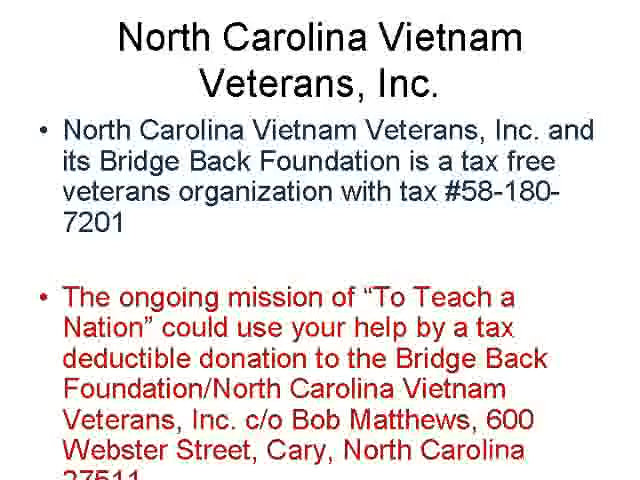 North Carolina Vietnam
Veterans, Inc.
• North Carolina Vietnam Veterans, Inc. and
its Bridge Back Foundation is a tax free
veterans organization with tax #58-180-
7201
• The ongoing mission of “To Teach a
Nation” could use your help by a tax
deductible donation to the Bridge Back
Foundation/North Carolina Vietnam
Veterans, Inc. c/o Bob Matthews, 600
Webster Street, Cary, North Carolina
27511